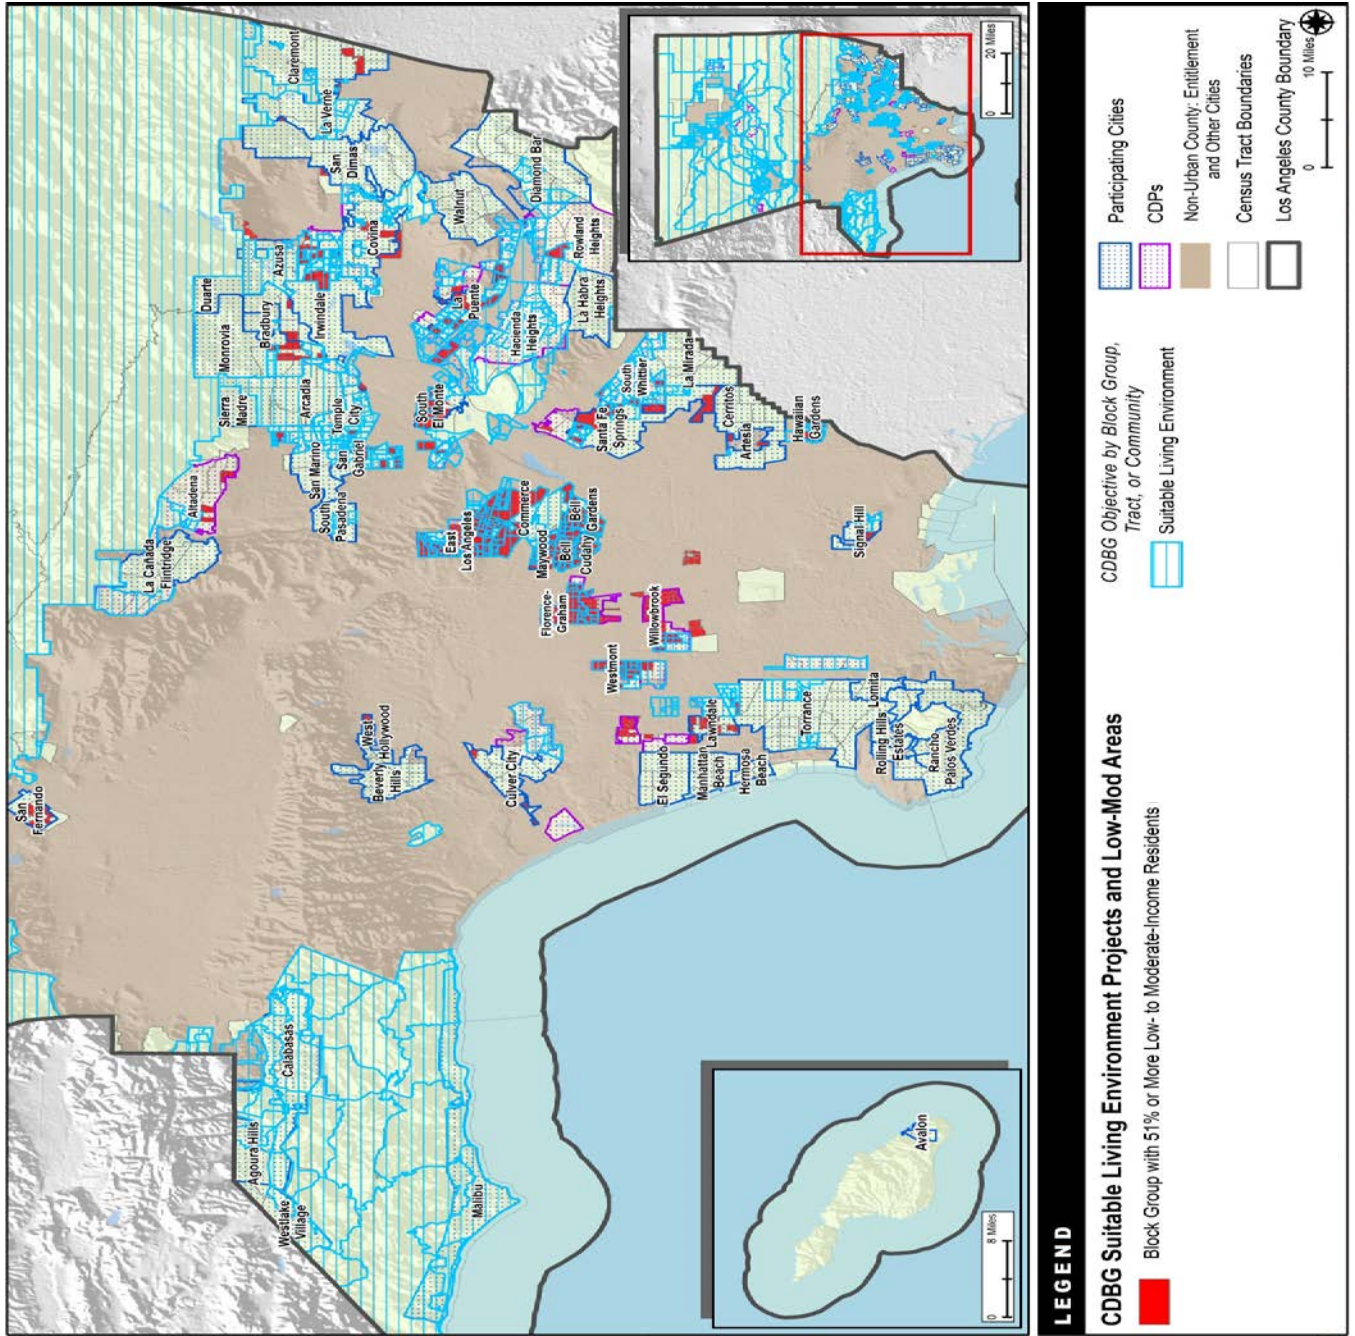 San
Fernando
La Cañada
Flintridge
Altadena
Sierra
Madre
Monrovia
Duarte
Bradbury
Azusa
San
Dimas
La Verne
Claremont
Agoura Hills
Westlake
Village
Calabasas
Malibu
Beverly
Hills
West
Hollywood
South
Pasadena
San Marino
San
Gabriel
Temple
City
Arcadia
Irwindale
Covina
Walnut
Diamond Bar
Culver City
East
Los Angeles
Commerce
Maywood
Bell
Cudahy
Bell
Gardens
South
El Monte
La
Puente
Hacienda
Heights
Rowland
Heights
La Habra
Heights
Florence-
Graham
Willowbrook
Westmont
Santa Fe
Springs
South
Whittier
La Mirada
El Segundo
Manhattan
Beach
Lawndale
Hermosa
Beach
Torrance
Lomita
Rolling Hills
Estates
Rancho
Palos Verdes
Signal Hill
Artesia
Cerritos
Hawaiian
Gardens
Avalon
0 8 Miles
0 20 Miles
LEGEND
CDBG Suitable Living Environment Projects and Low-Mod Areas
Block Group with 51% or More Low- to Moderate-Income Residents
CDBG Objective by Block Group,
Tract, or Community
Suitable Living Environment
Participating Cities
CDPs
Non-Urban County: Entitlement
and Other Cities
Census Tract Boundaries
Los Angeles County Boundary
0 10 Miles